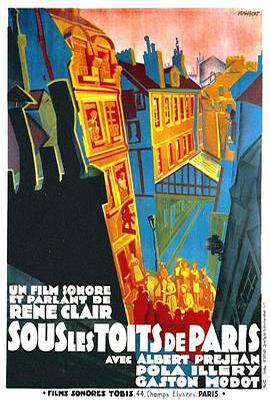 UN FILM SONORE
ET PARLANT DE
RENÉ CLAIR
SOUS LES TOITS DE PARIS
AVEC ALBERT PREJEAN
POLA ILLERY
GASTON MODOT
• FILMS SONORES TOBIS, 44, Champs Elysées, PARIS •